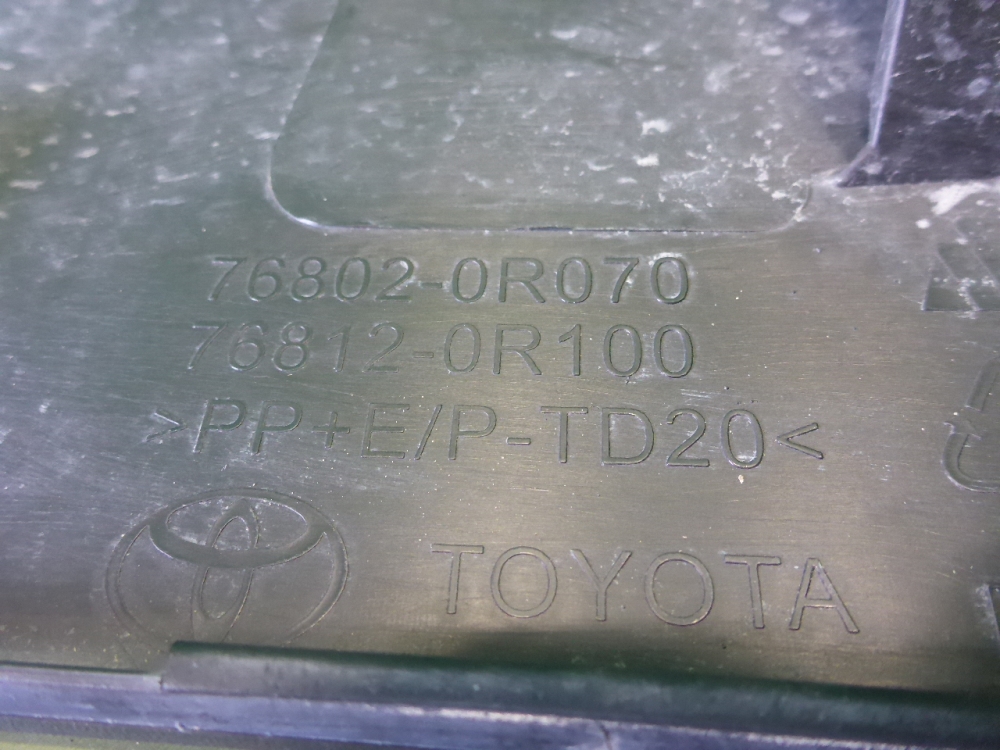 76802-0R070
76812-0R100
>PP+E/P-TD20<
TOYOTA